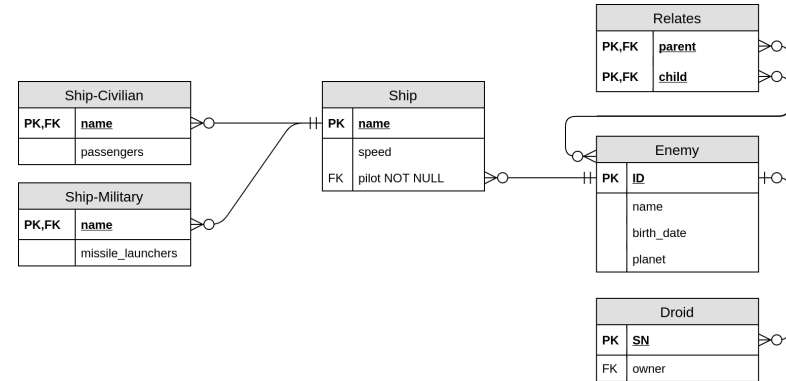 Relates
PK,FK parent
PK,FK child
Ship-Civilian
PK,FK name
passengers
Ship
PK name
speed
FK pilot NOT NULL
Enemy
PK ID
name
birth_date
planet
Ship-Military
PK,FK name
missile_launchers
Droid
PK SN
FK owner